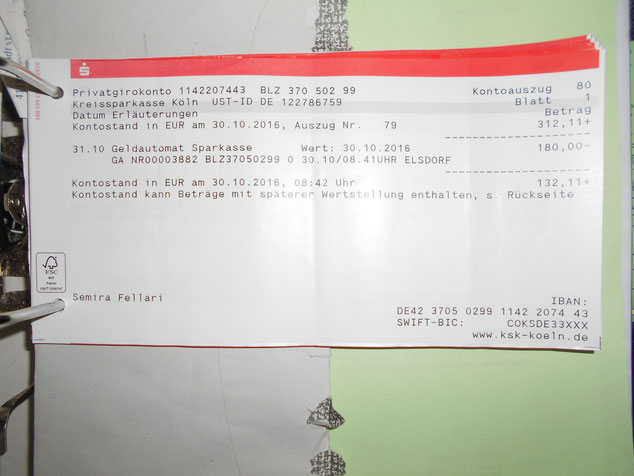 Privatgirokonto 1142207443 BLZ 370 502 99 Kontoauszug 80
Kreissparkasse Köln UST-ID DE 122786759 Blatt 1
Datum Erläuterungen Betrag
Kontostand in EUR am 30.10.2016, Auszug Nr. 79 312,11+
31.10 Geldautomat Sparkasse Wert: 30.10.2016 180,00-
GA NR00003882 BLZ37050299 0 30.10/08.41UHR ELSDORF
Kontostand in EUR am 30.10.2016, 08:42 Uhr 132,11+
Kontostand kann Beträge mit späterer Wertstellung enthalten, s. Rückseite
FSC
MIX
Papier
Semira Fellari
IBAN:
DE42 3705 0299 1142 2074 43
SWIFT-BIC: COKSDE33XXX
www.ksk-koeln.de